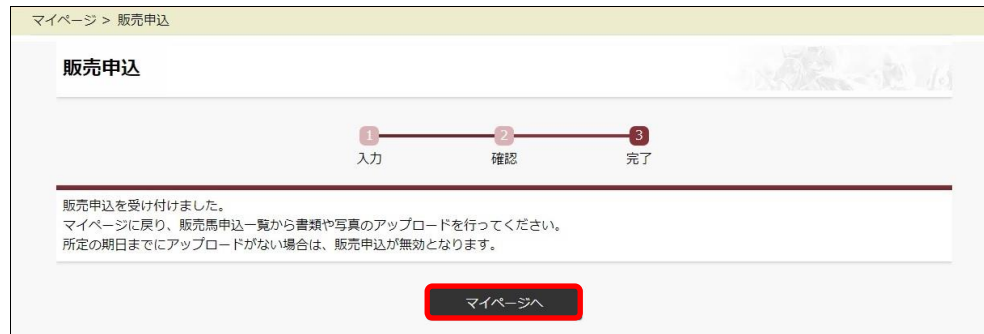 マイページ > 販売申込
販売申込
1 2 3
入力 確認 完了
販売申込を受け付けました。
マイページに戻り、販売馬申込一覧から書類や写真のアップロードを行ってください。
所定の期日までにアップロードがない場合は、販売申込が無効となります。
マイページへ